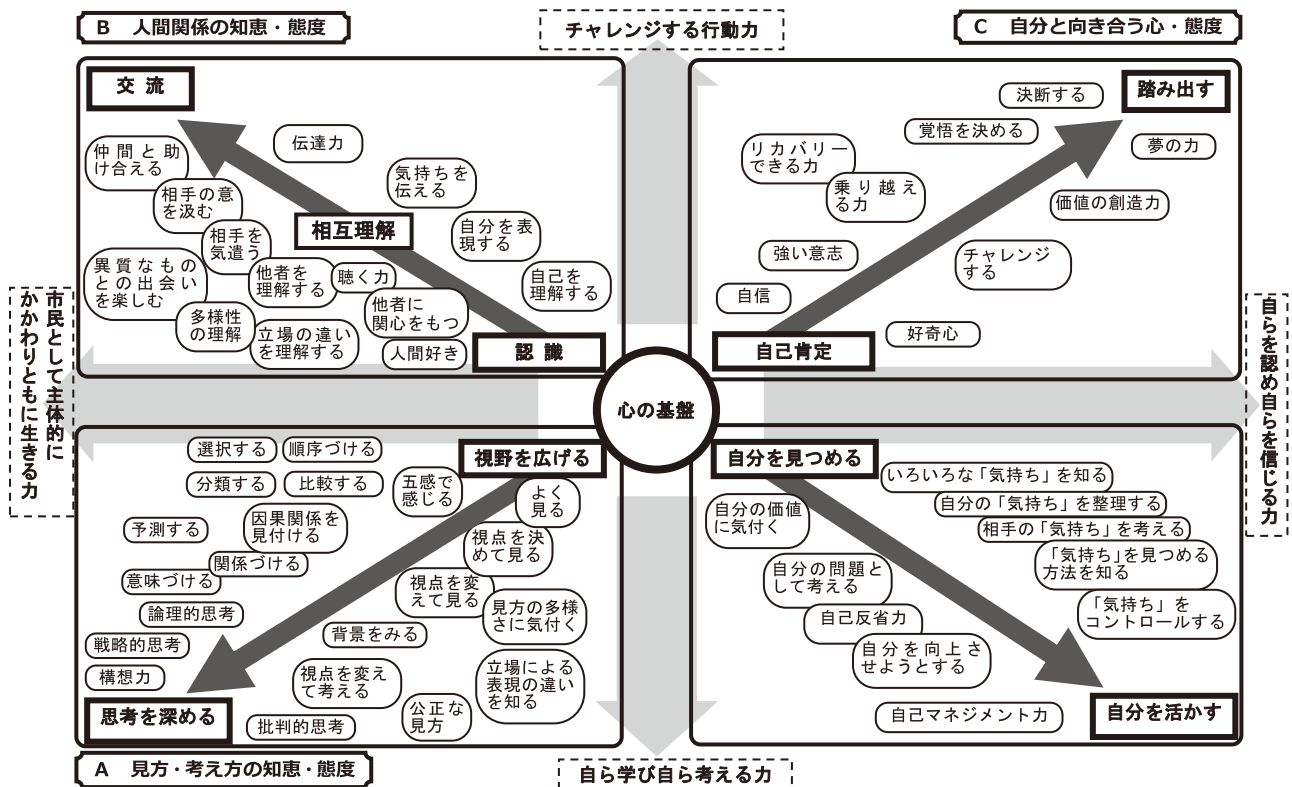 B 人間関係の知恵・態度
チャレンジする行動力
C 自分と向き合う心・態度
交 流
伝達力
仲間と助
け合える
気持ちを
伝える
相手の意
を汲む
相互理解
自分を表
現する
相手を
気遣う
異質なもの
との出会い
を楽しむ
他者を
理解する
聴く力
自己を
理解する
多様性
の理解
立場の違い
を理解する
他者に
関心をもつ
人間好き
認 識
踏み出す
決断する
覚悟を決める
夢の力
リカバリー
できる力
乗り越え
る力
価値の創造力
強い意志
チャレンジ
する
自信
好奇心
自己肯定
市民として主体的に
かかわりともに生きる力
心の基盤
自らを認め自らを信じる力
視野を広げる
選択する
順序づける
分類する
比較する
五感で
感じる
よく
見る
予測する
因果関係を
見付ける
視点を決
めて見る
関係づける
意味づける
視点を変
えて見る
見方の多様
さに気付く
論理的思考
背景をみる
戦略的思考
構想力
視点を変え
て考える
立場による
表現の違い
を知る
公正な
見方
批判的思考
思考を深める
自分を見つめる
いろいろな「気持ち」を知る
自分の「気持ち」を整理する
自分の価値
に気付く
相手の「気持ち」を考える
「気持ち」を見つめる
方法を知る
自分の問題と
して考える
「気持ち」を
コントロールする
自己反省力
自分を向上さ
せようとする
自己マネジメント力
自分を活かす
A 見方・考え方の知恵・態度
自ら学び自ら考える力